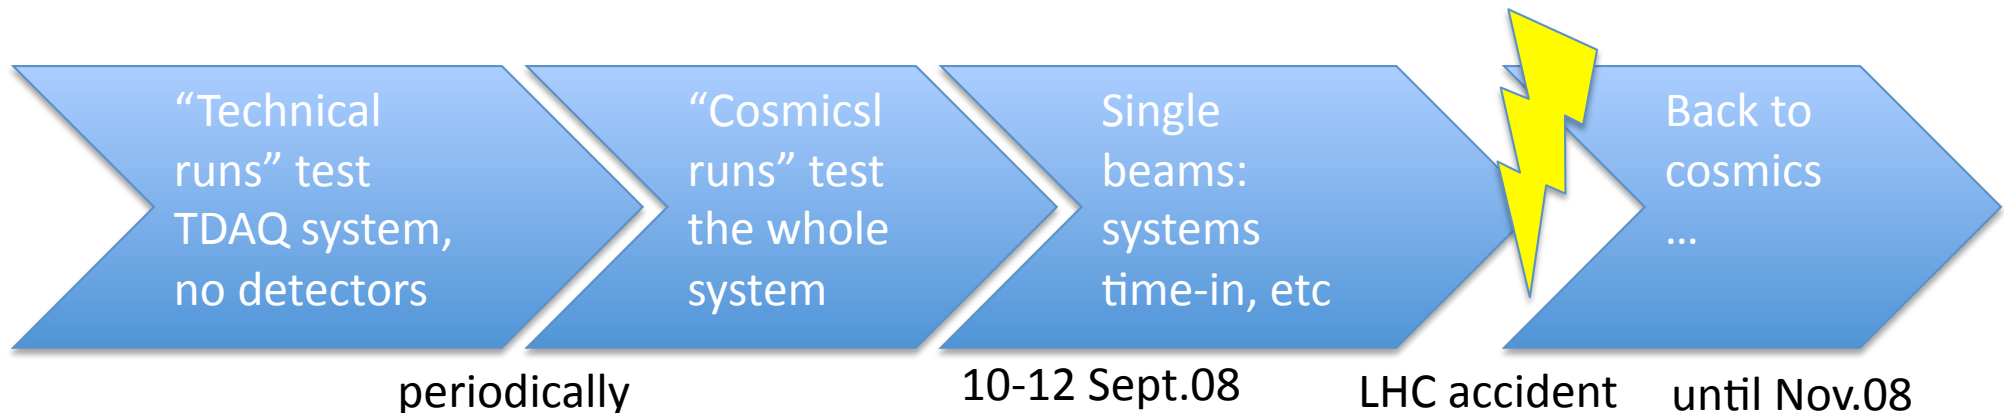 “Technical
runs” test
TDAQ system,
no detectors
“Cosmicsl
runs” test
the whole
system
Single
beams:
systems
time-in, etc
Back to
cosmics
…
periodically
10-12 Sept.08
LHC accident
until Nov.08